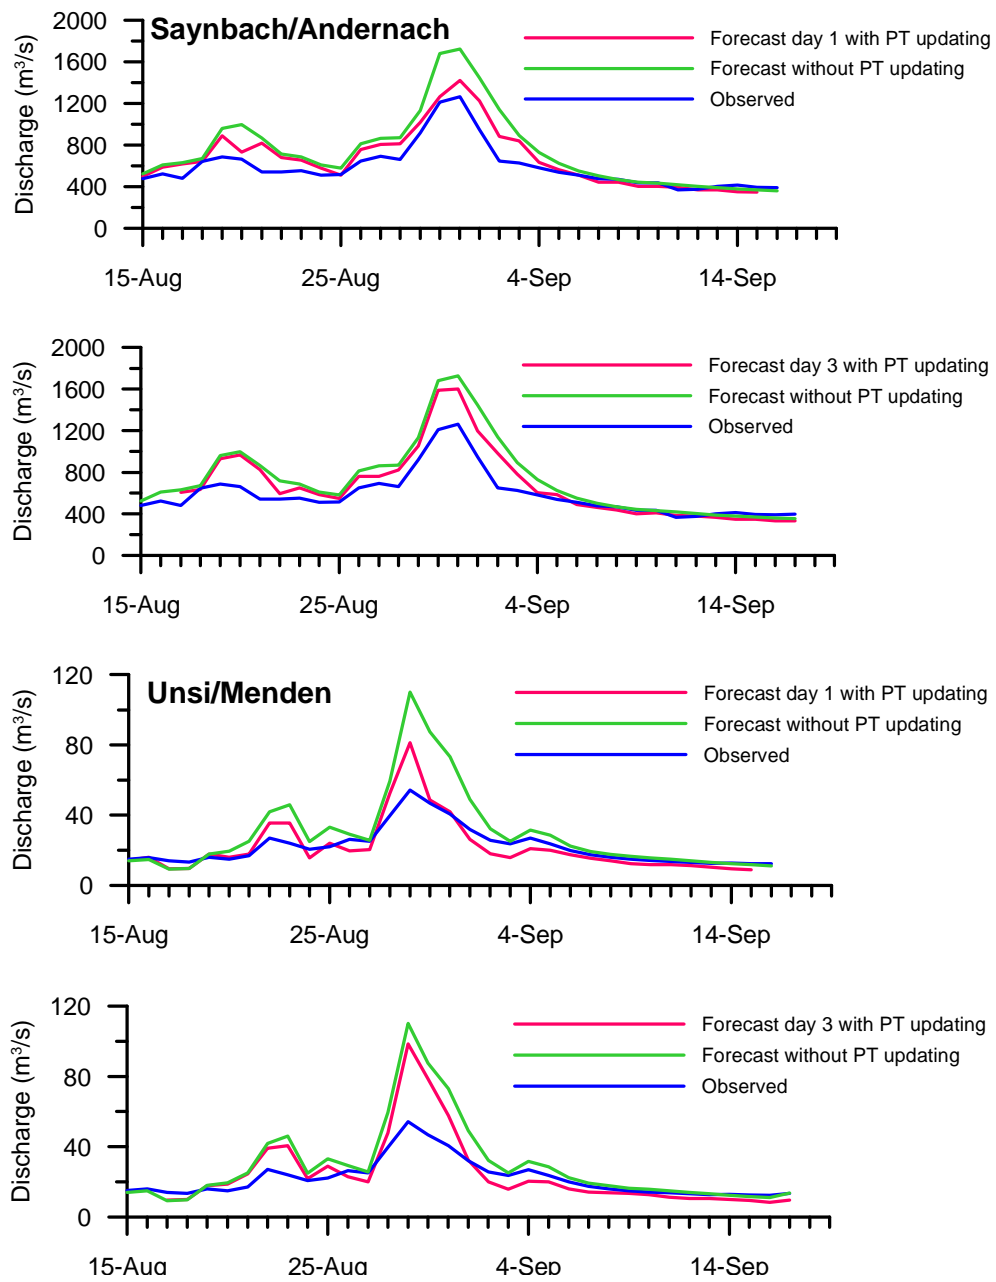 Saynbach/Andernach
Discharge (m³/s)
2000
1600
1200
800
400
0
15-Aug 25-Aug 4-Sep 14-Sep
Forecast day 1 with PT updating
Forecast without PT updating
Observed
Discharge (m³/s)
2000
1600
1200
800
400
0
15-Aug 25-Aug 4-Sep 14-Sep
Forecast day 3 with PT updating
Forecast without PT updating
Observed
Unsi/Menden
Discharge (m³/s)
120
80
40
0
15-Aug 25-Aug 4-Sep 14-Sep
Forecast day 1 with PT updating
Forecast without PT updating
Observed
Discharge (m³/s)
120
80
40
0
15-Aug 25-Aug 4-Sep 14-Sep
Forecast day 3 with PT updating
Forecast without PT updating
Observed